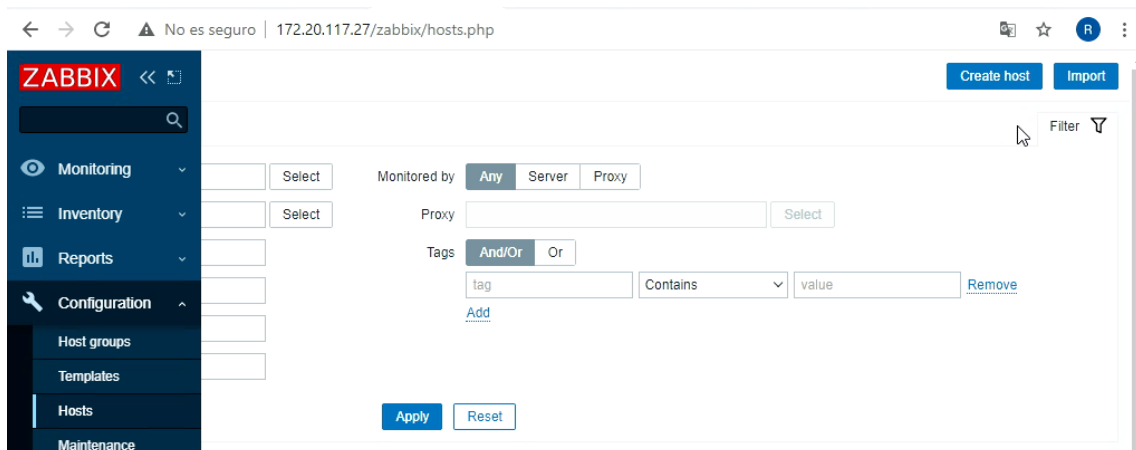 No es seguro | 172.20.117.27/zabbix/hosts.php
R
ZABBIX
Create host Import
Filter
Monitoring
Select Monitored by Any Server Proxy
Inventory
Select Proxy Select
Reports
Tags And/Or Or
tag Contains value Remove
Configuration
Add
Host groups
Templates
Hosts
Apply Reset
Maintenance